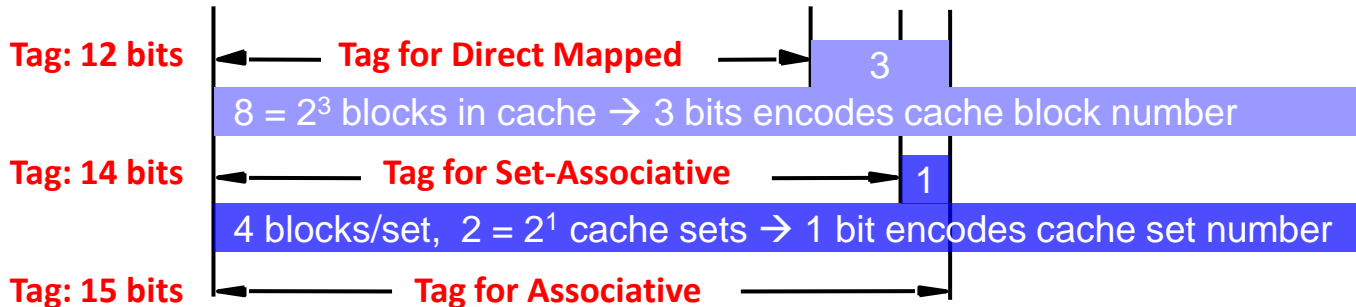 Tag: 12 bits Tag for Direct Mapped 3
8 = 2³ blocks in cache → 3 bits encodes cache block number
Tag: 14 bits Tag for Set-Associative 1
4 blocks/set, 2 = 2¹ cache sets → 1 bit encodes cache set number
Tag: 15 bits Tag for Associative